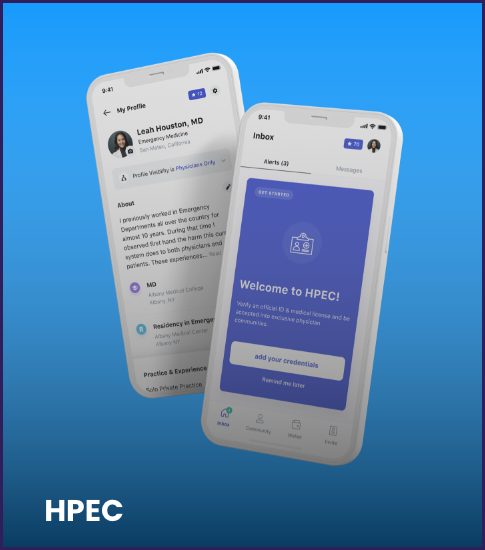 9:41
My Profile
12
Leah Houston, MD
Emergency Medicine
San Mateo, California
Profile Visibility is Physicians Only
About
I previously worked in Emergency
Departments all over the country for
almost 10 years. During that time I
observed first hand the harm this curr
system does to both physicians and
patients. These experiences... Read
MD
Albany Medical College
Albany, NY
Residency in Emerge
Albany Medical Center
Albany NY
Practice & Experience
Solo Private Practice
9:41
Inbox
70
Alerts (3)
Messages
GET STARTED
Welcome to HPEC!
Verify an official ID & medical license and be
accepted into exclusive physician
communities.
add your credentials
Remind me later
Inbox
Community
Wallet
Invite
HPEC